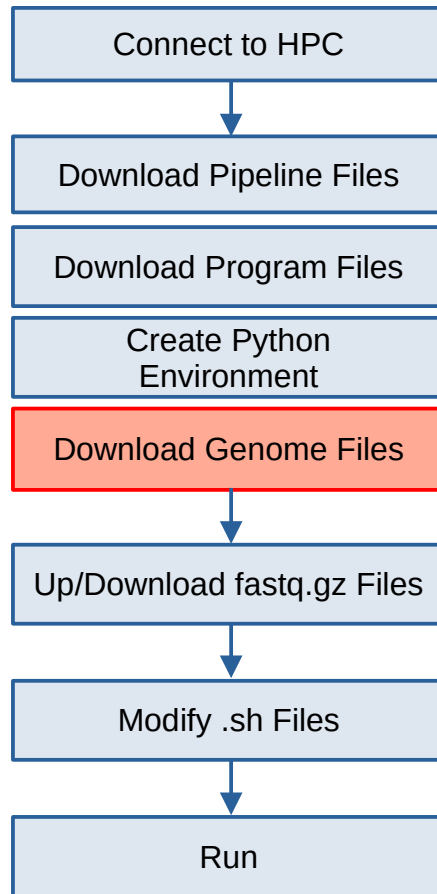 Connect to HPC
Download Pipeline Files
Download Program Files
Create Python
Environment
Download Genome Files
Up/Download fastq.gz Files
Modify .sh Files
Run